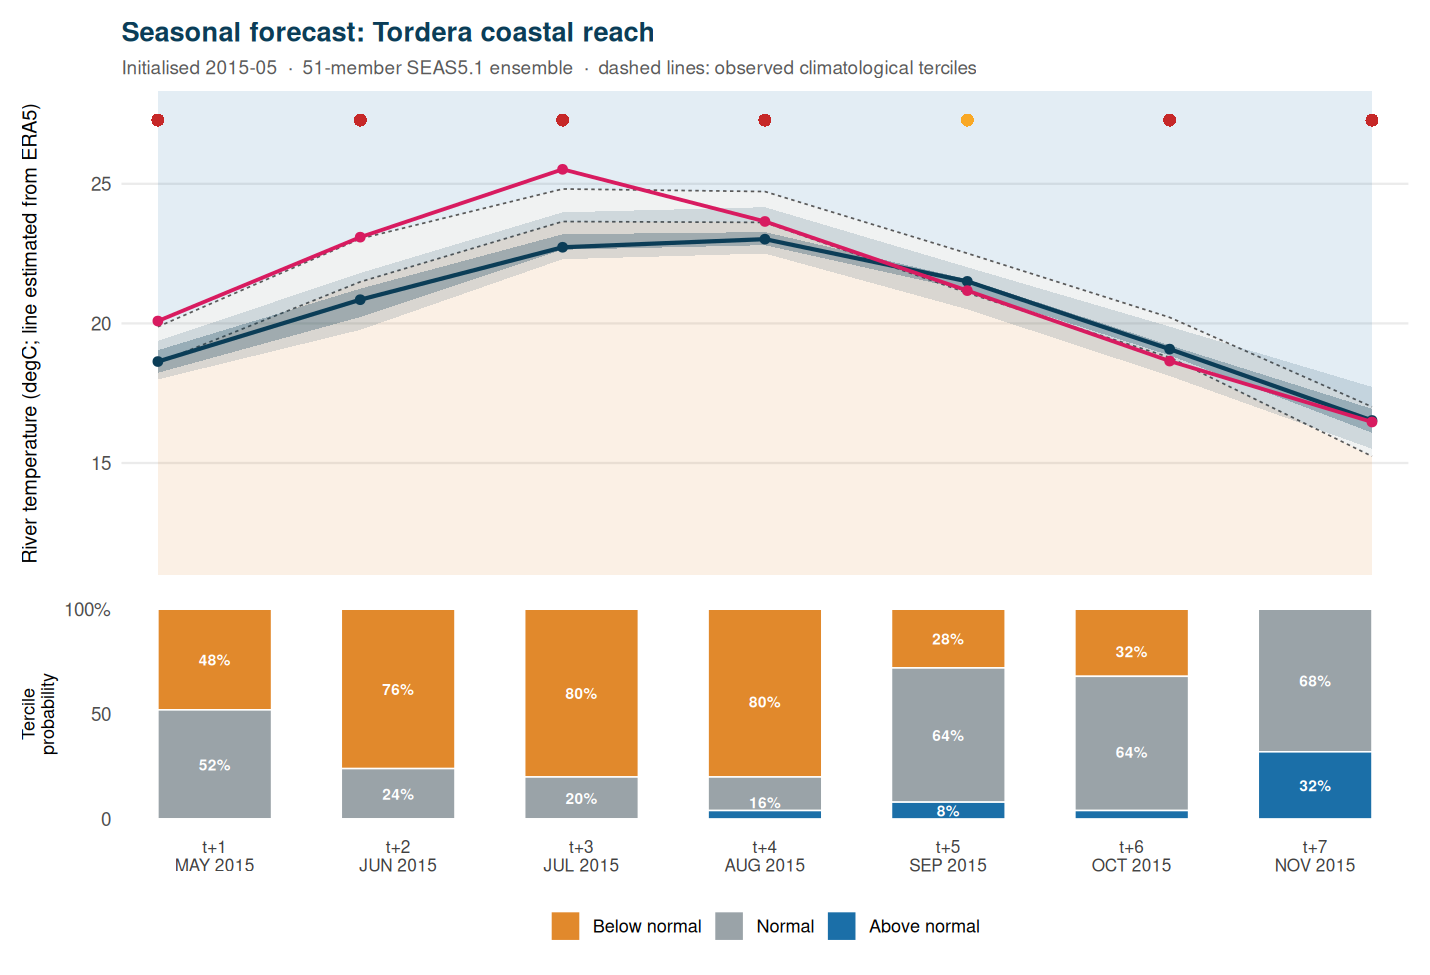 Seasonal forecast: Tordera coastal reach
Initialised 2015-05 · 51-member SEAS5.1 ensemble · dashed lines: observed climatological terciles
River temperature (degC; line estimated from ERA5)
25
20
15
Tercile
probability
100%
50
0
48%
52%
76%
24%
80%
20%
80%
16%
28%
64%
8%
32%
64%
68%
32%
t+1
MAY 2015
t+2
JUN 2015
t+3
JUL 2015
t+4
AUG 2015
t+5
SEP 2015
t+6
OCT 2015
t+7
NOV 2015
Below normal
Normal
Above normal